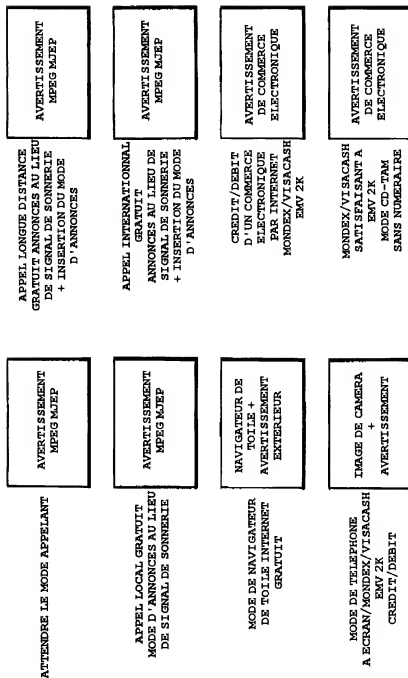 ATTENDRE LE MODE APPELANT
AVERTISSEMENT
MPEG MJEP
APPEL LOCAL GRATUIT
MODE D'ANNONCES AU LIEU
DE SIGNAL DE SONNERIE
AVERTISSEMENT
MPEG MJEP
MODE DE NAVIGATEUR
DE TOILE INTERNET
GRATUIT
NAVIGATEUR DE
TOILE +
AVERTISSEMENT
EXTERIEUR
MODE DE TELEPHONE
A ECRAN/MONDEX/VISACASH
EMV 2K
CREDIT/DEBIT
IMAGE DE CAMERA
+
AVERTISSEMENT
APPEL LONGUE DISTANCE
GRATUIT ANNONCES AU LIEU
DE SIGNAL DE SONNERIE
+ INSERTION DU MODE
D'ANNONCES
AVERTISSEMENT
MPEG MJEP
APPEL INTERNATIONNAL
GRATUIT
ANNONCES AU LIEU DE
SIGNAL DE SONNERIE
+ INSERTION DU MODE
D'ANNONCES
AVERTISSEMENT
MPEG MJEP
CREDIT/DEBIT
D'UN COMMERCE
ELECTRONIQUE
PAR INTERNET
MONDEX/VISACASH
EMV 2K
AVERTISSEMENT
DE COMMERCE
ELECTRONIQUE
MONDEX/VISACASH
SATISFAISANT A
EMV 2K
MODE CD-TAM
SANS NUMERAIRE
AVERTISSEMENT
DE COMMERCE
ELECTRONIQUE